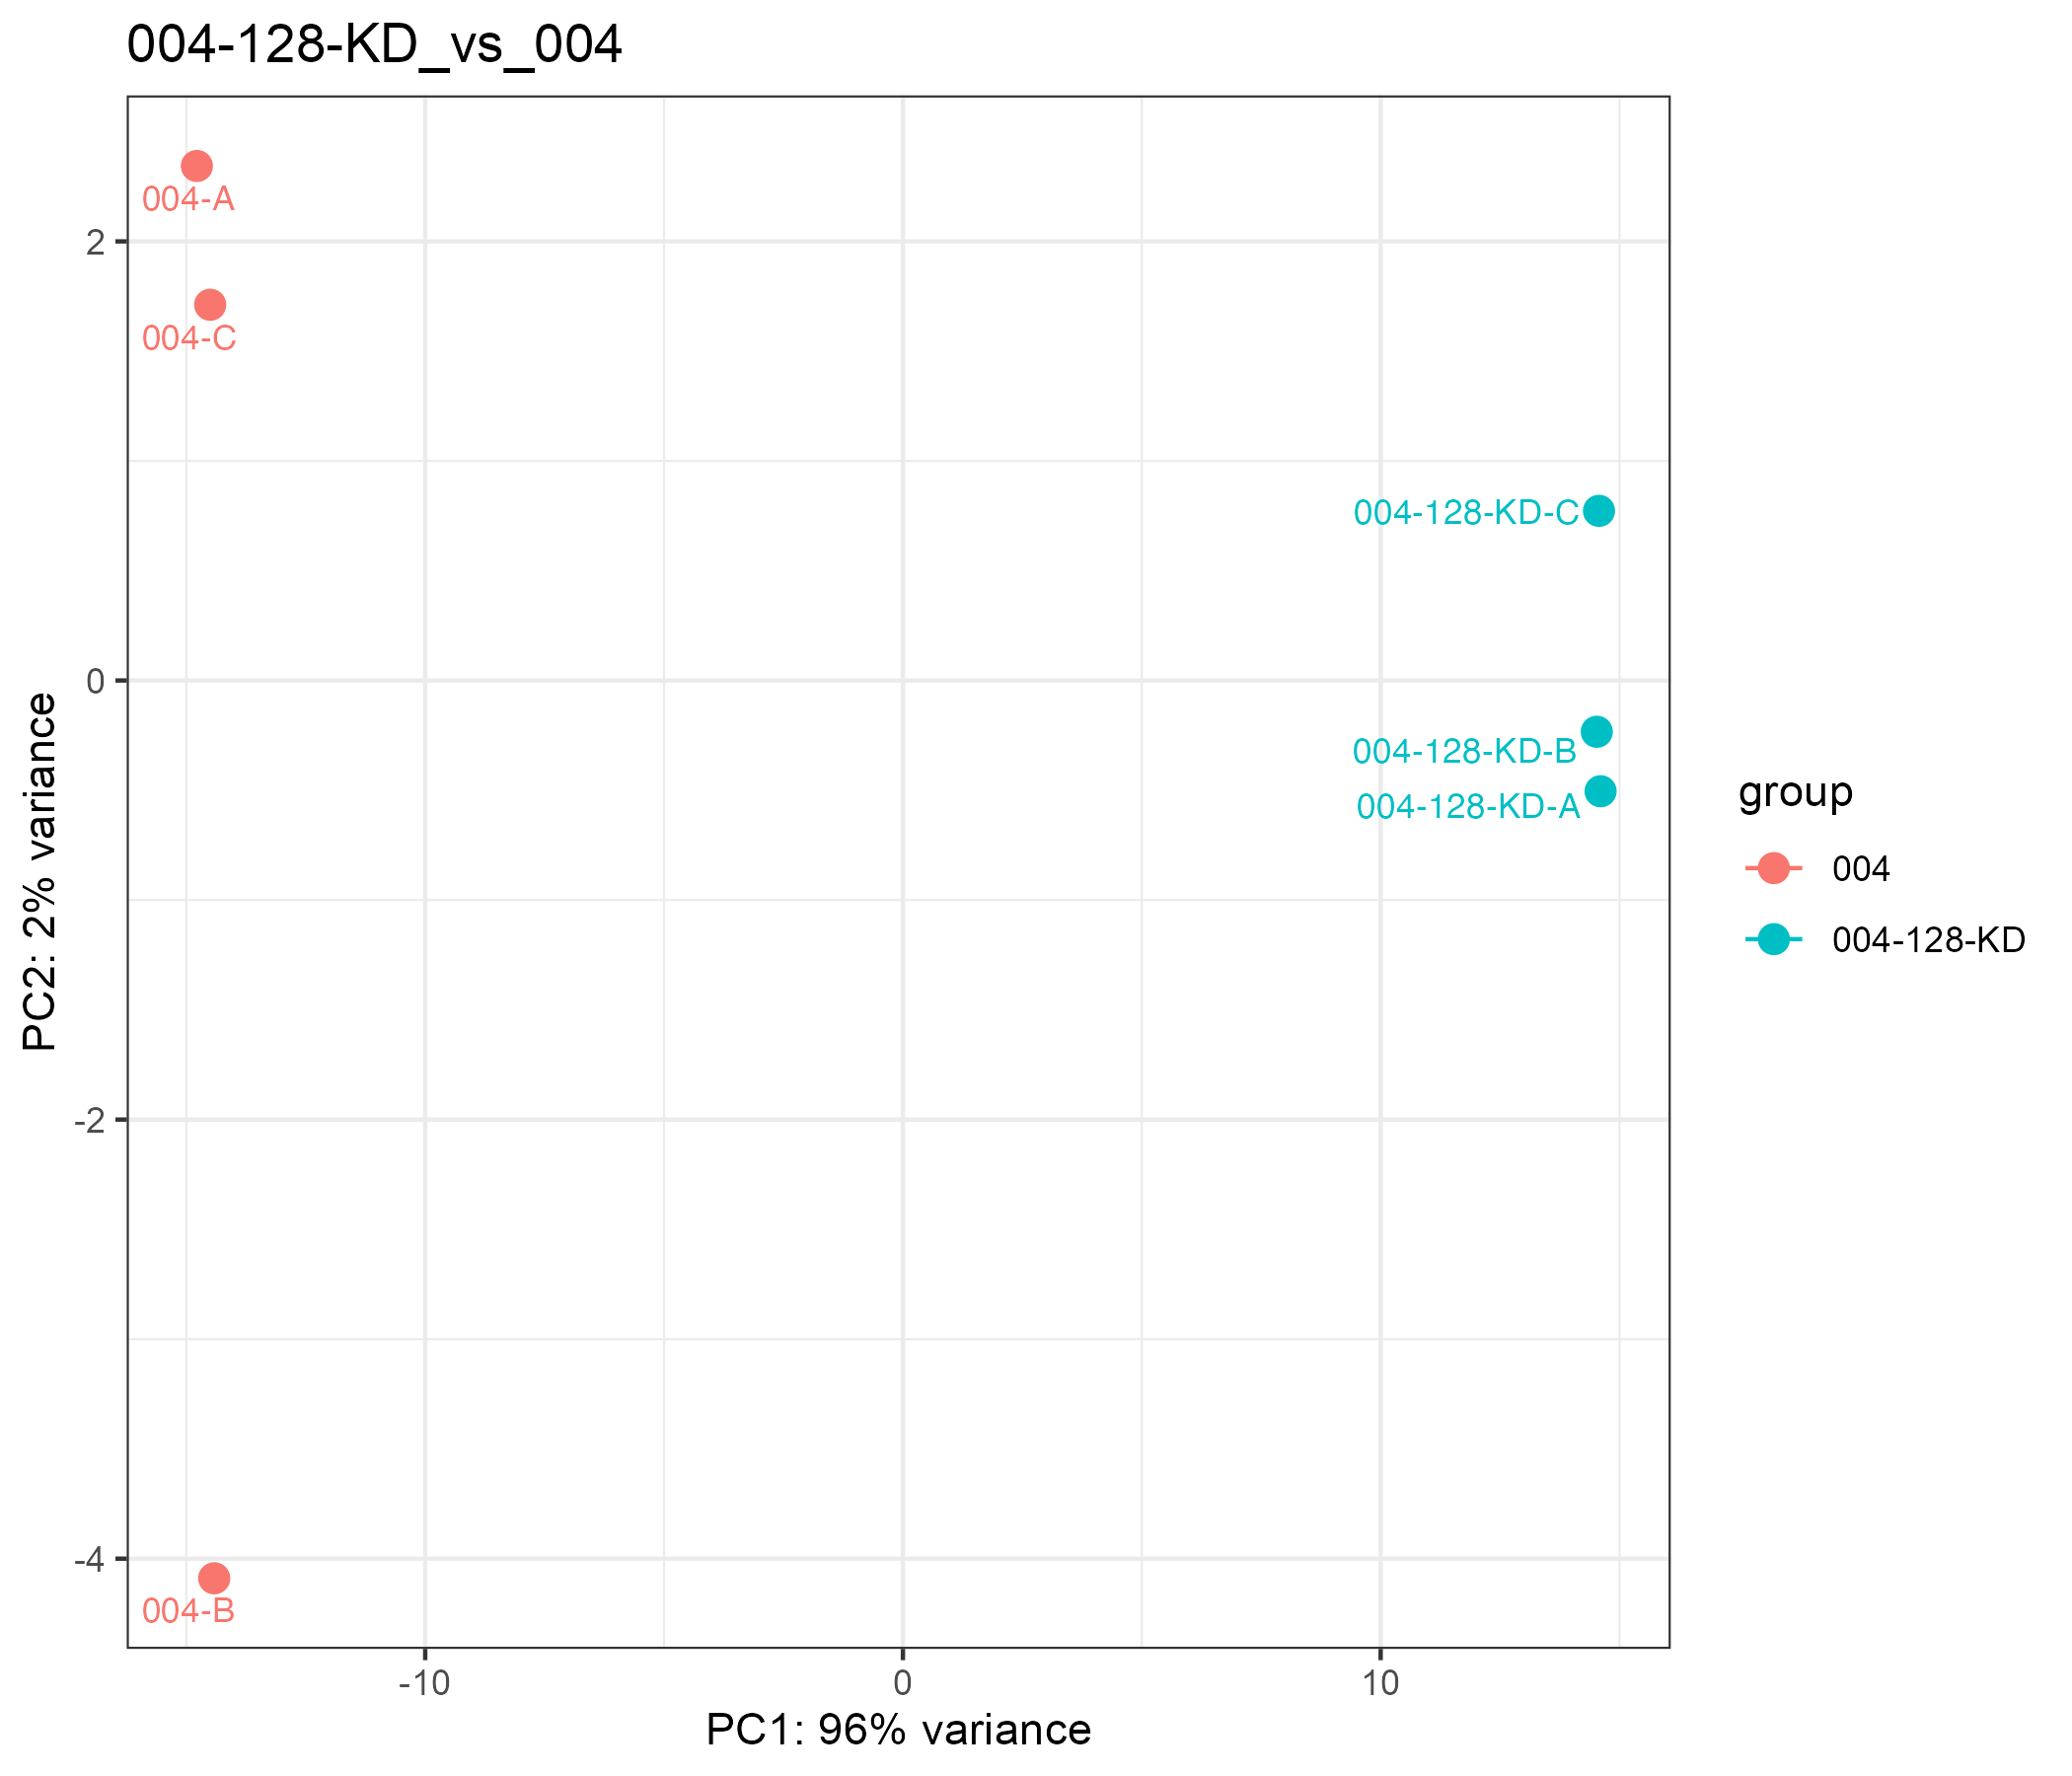 004-128-KD_vs_004
004-A
2
004-C
004-128-KD-C
0
004-128-KD-B
004-128-KD-A
PC2: 2% variance
group
004
004-128-KD
-2
-4
004-B
-10
0
10
PC1: 96% variance